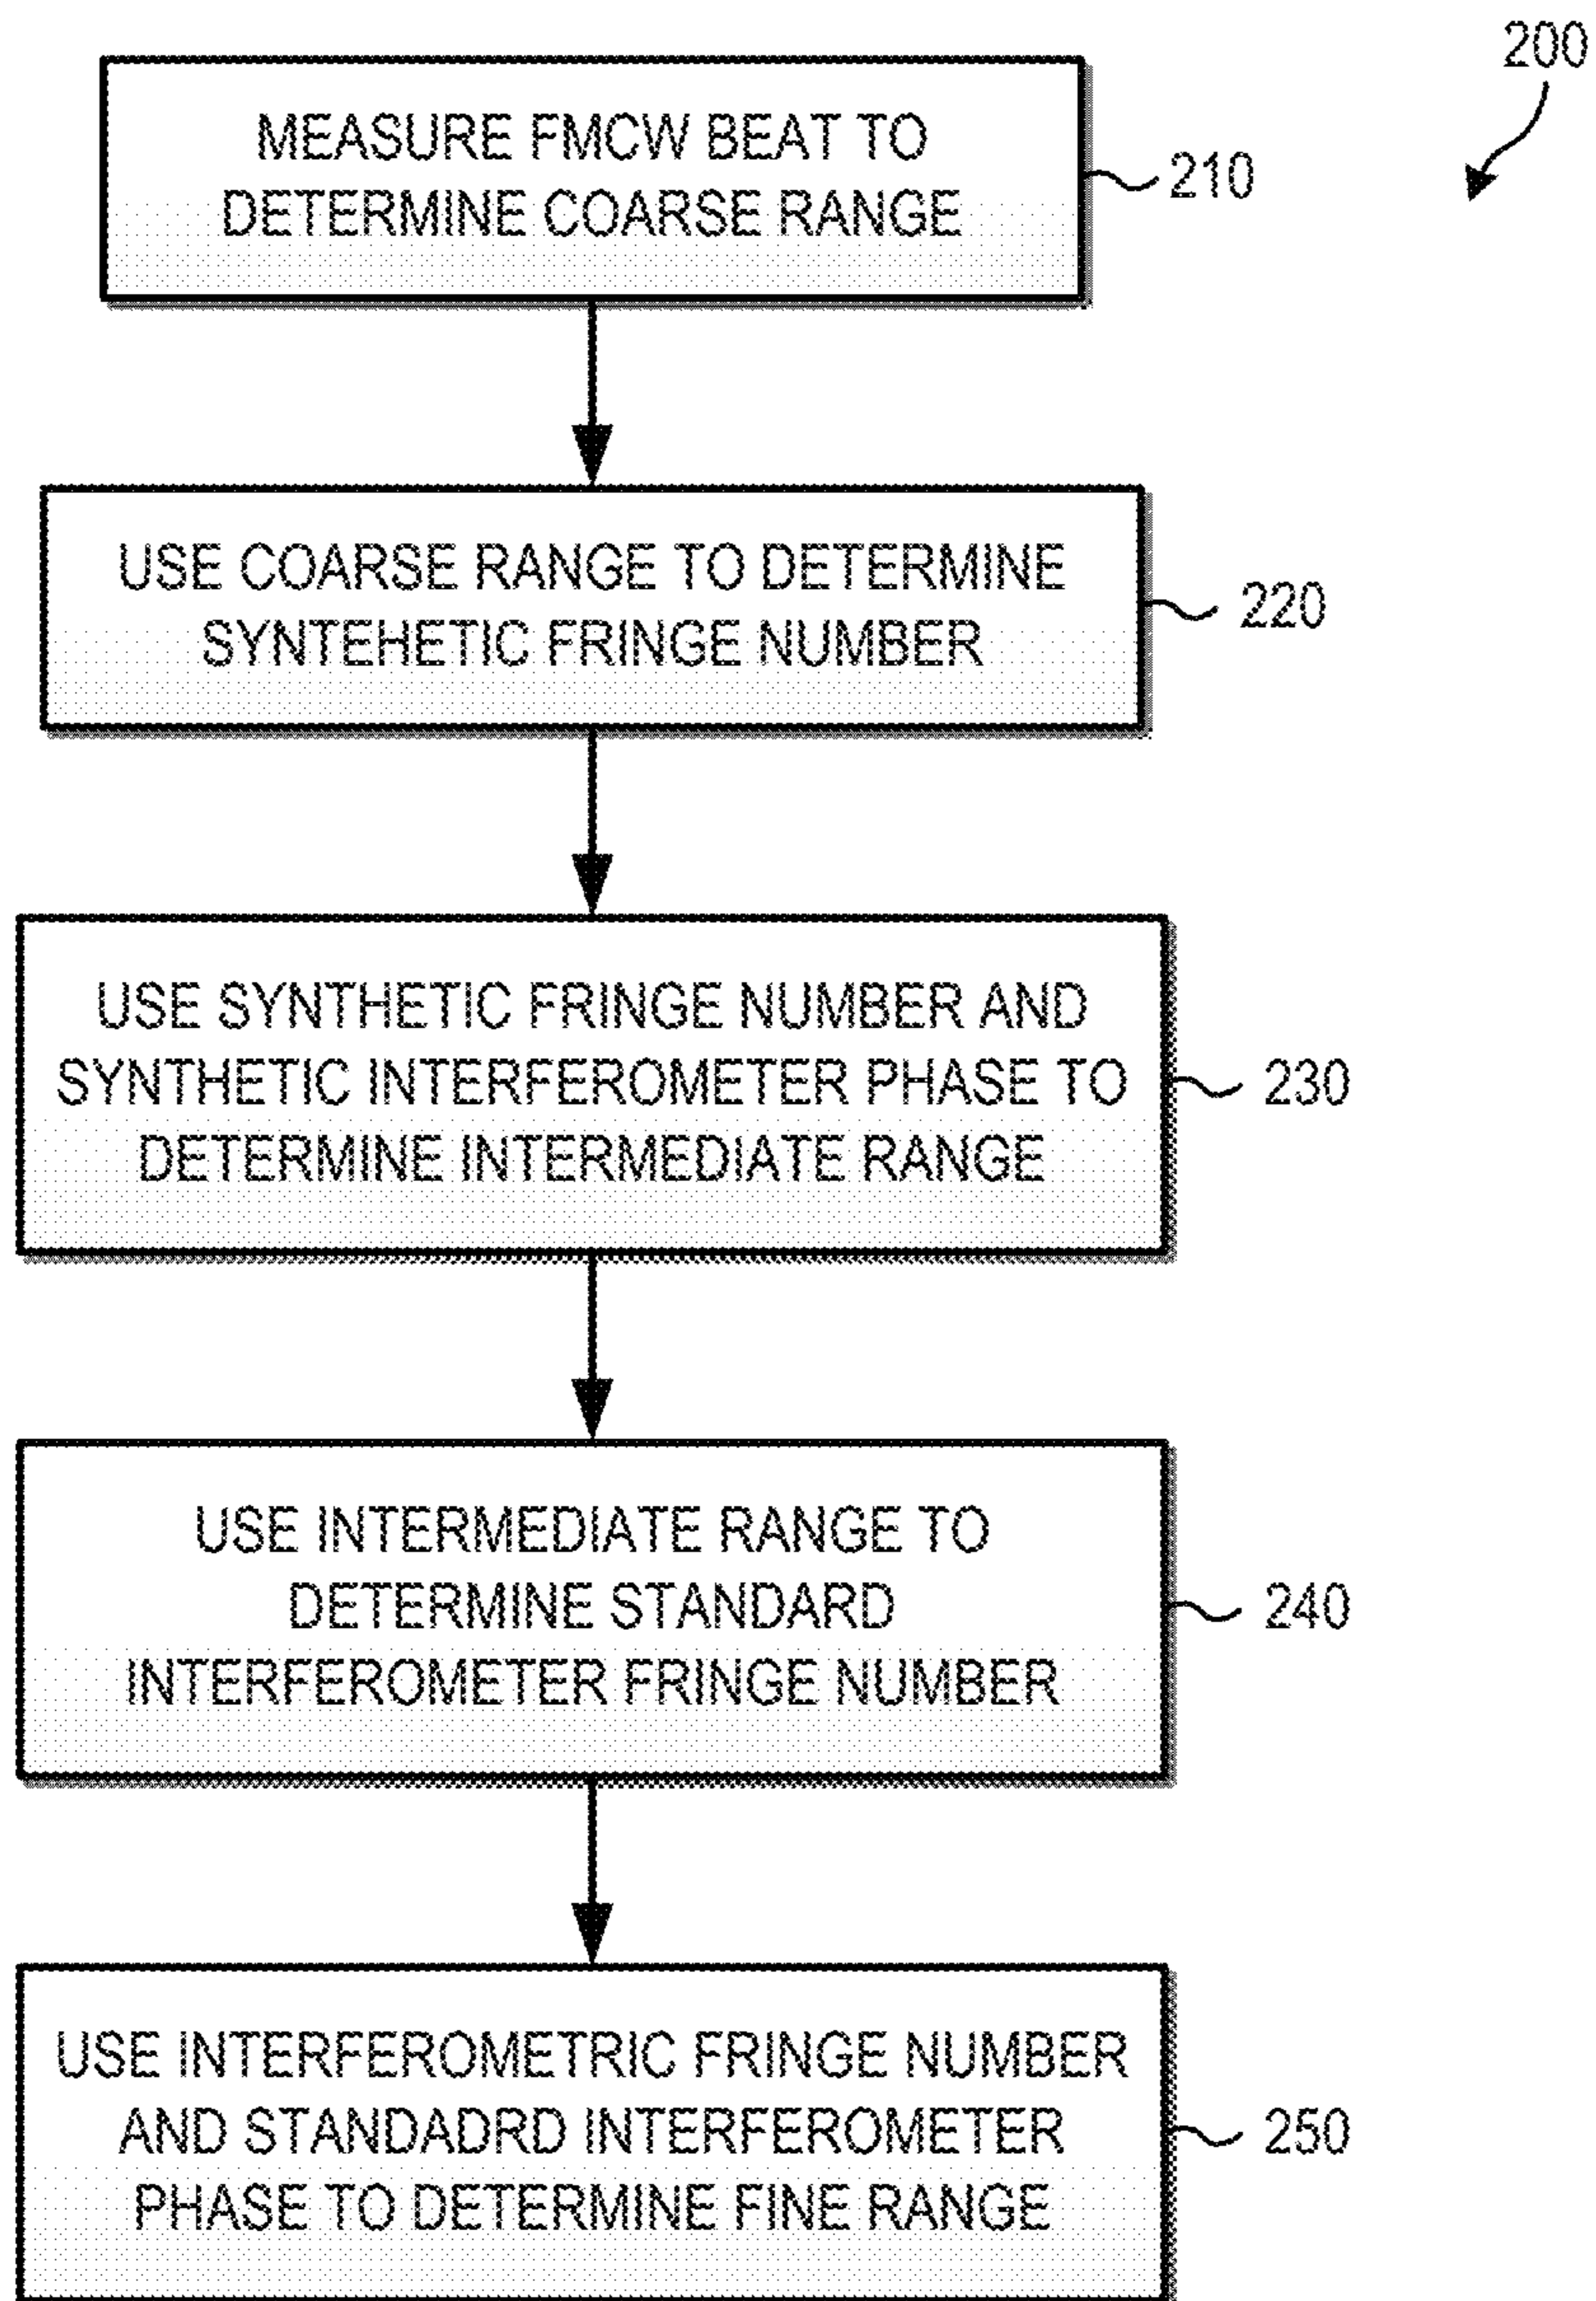 200
MEASURE FMCW BEAT TO
DETERMINE COARSE RANGE
210
USE COARSE RANGE TO DETERMINE
SYNTEHETIC FRINGE NUMBER
220
USE SYNTHETIC FRINGE NUMBER AND
SYNTHETIC INTERFEROMETER PHASE TO
DETERMINE INTERMEDIATE RANGE
230
USE INTERMEDIATE RANGE TO
DETERMINE STANDARD
INTERFEROMETER FRINGE NUMBER
240
USE INTERFEROMETRIC FRINGE NUMBER
AND STANDADRD INTERFEROMETER
PHASE TO DETERMINE FINE RANGE
250